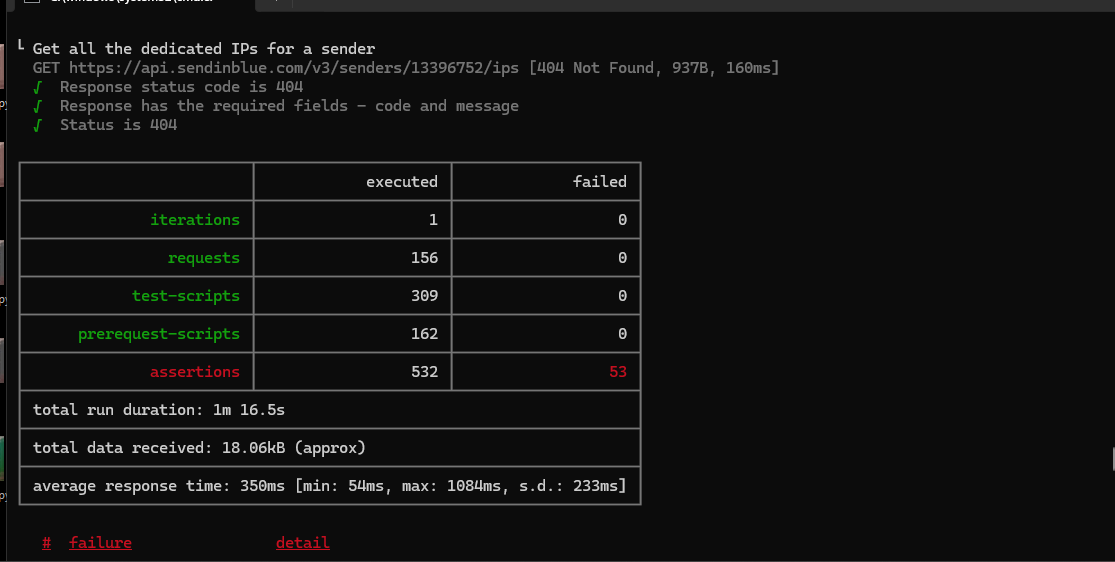 Get all the dedicated IPs for a sender
GET https://api.sendinblue.com/v3/senders/13396752/ips [404 Not Found, 937B, 160ms]
√ Response status code is 404
√ Response has the required fields - code and message
√ Status is 404
executed failed
iterations 1 0
requests 156 0
test-scripts 309 0
prerequest-scripts 162 0
assertions 532 53
total run duration: 1m 16.5s
total data received: 18.06kB (approx)
average response time: 350ms [min: 54ms, max: 1084ms, s.d.: 233ms]
# failure detail